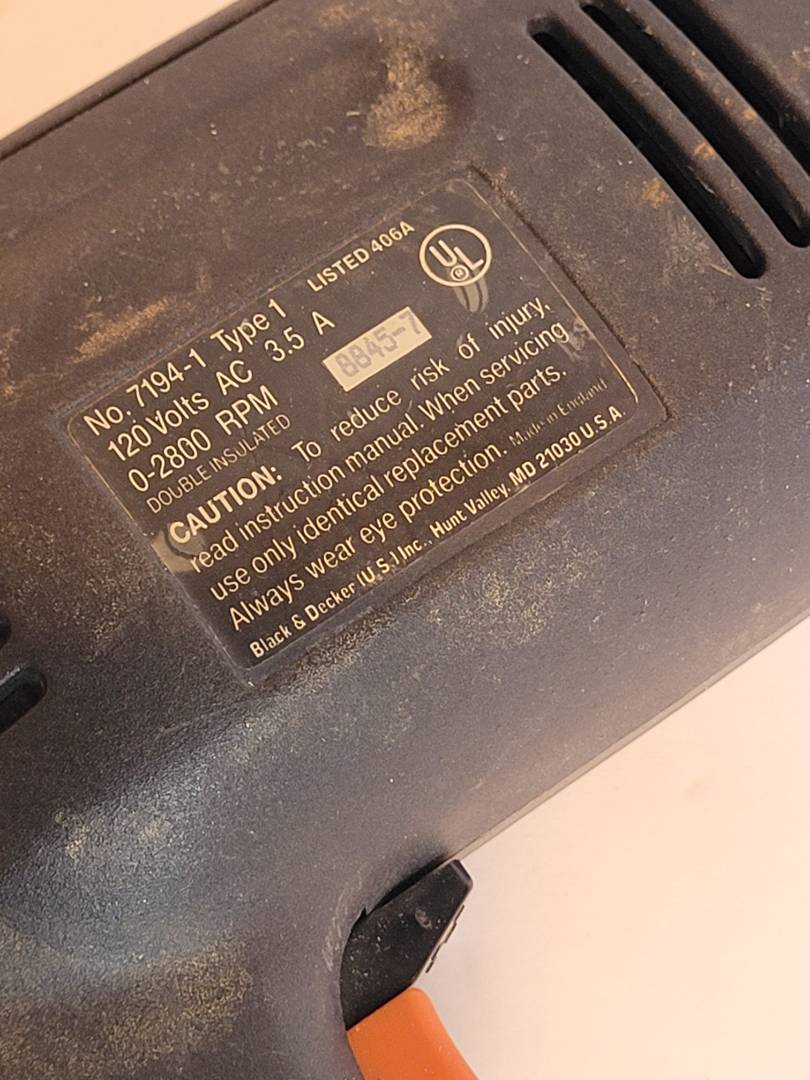 No. 7194-1 Type 1 LISTED 406A UL
120 Volts AC 3.5 A
0-2800 RPM 8845-7
DOUBLE INSULATED
CAUTION: To reduce risk of injury,
read instruction manual. When servicing
use only identical replacement parts.
Always wear eye protection. Made in England
Black & Decker (U.S.) Inc., Hunt Valley, MD 21030 U.S.A.